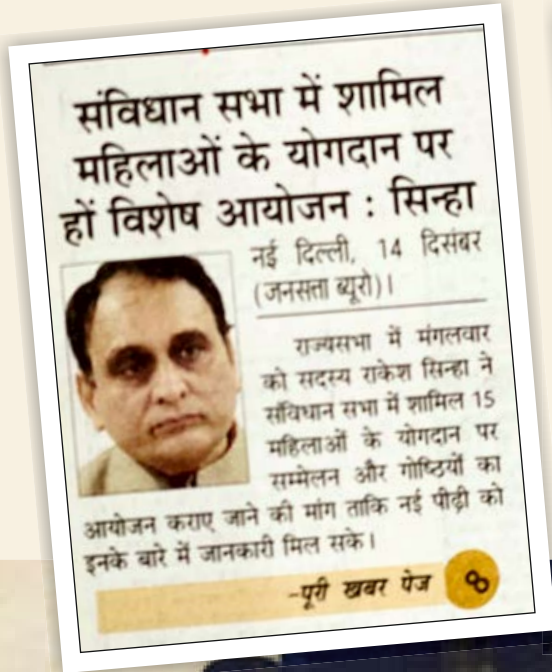 संविधान सभा में शामिल
महिलाओं के योगदान पर
हों विशेष आयोजन : सिन्हा
नई दिल्ली, 14 दिसंबर
(जनसत्ता ब्यूरो)।
राज्यसभा में मंगलवार
को सदस्य राकेश सिन्हा ने
संविधान सभा में शामिल 15
महिलाओं के योगदान पर
सम्मेलन और गोष्ठियों का
आयोजन कराए जाने की मांग ताकि नई पीढ़ी को
इनके बारे में जानकारी मिल सके।
-पूरी खबर पेज 8